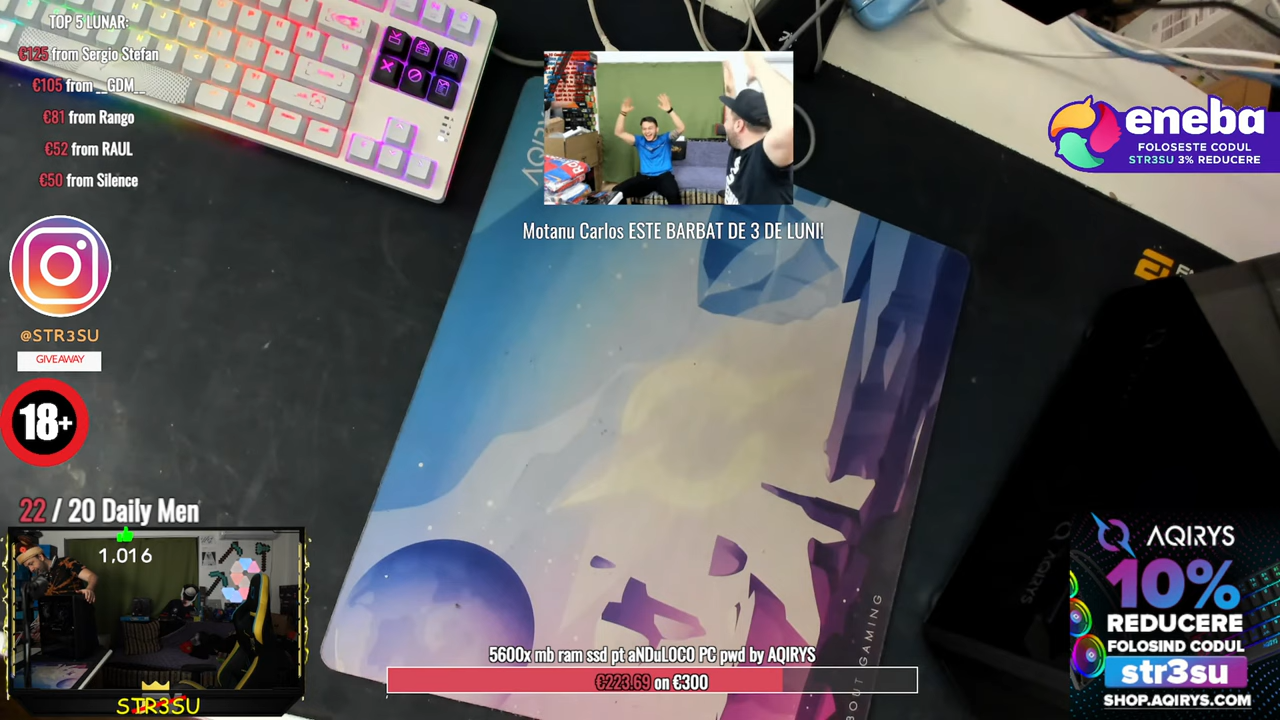 TOP 5 LUNAR:
€125 from Sergio Stefan
€105 from __GDM__
€81 from Rango
€52 from RAUL
€50 from Silence
@STR3SU
GIVEAWAY
18+
22 / 20 Daily Men
1,016
STR3SU
Motanu Carlos ESTE BARBAT DE 3 DE LUNI!
eneba
FOLOSESTE CODUL
STR3SU 3% REDUCERE
5600x mb ram ssd pt aNDuLOCO PC pwd by AQIRYS
€223.69 on €300
AQIRYS
10%
REDUCERE
FOLOSIND CODUL
str3su
SHOP.AQIRYS.COM
BOUT GAMING